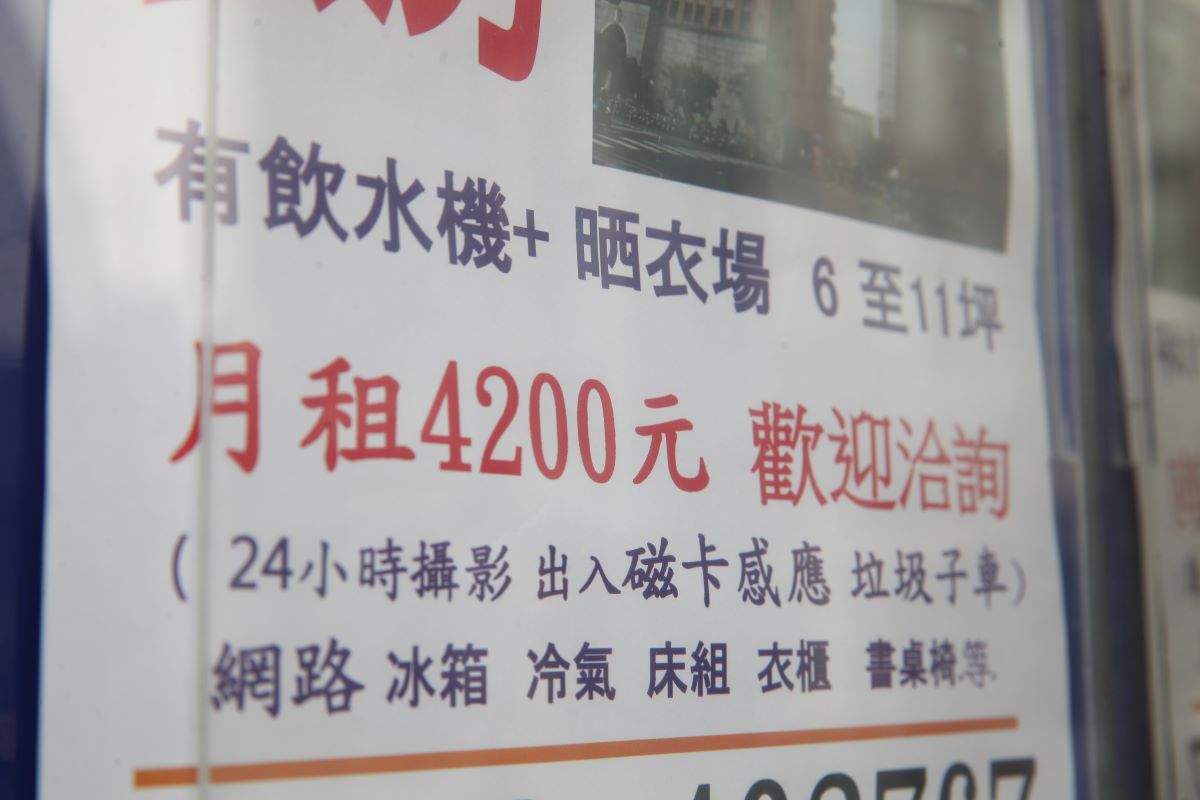 有飲水機+ 晒衣場 6 至11坪
月租4200元 歡迎洽詢
( 24小時攝影 出入磁卡感應 垃圾子車)
網路 冰箱 冷氣 床組 衣櫃 書桌椅等